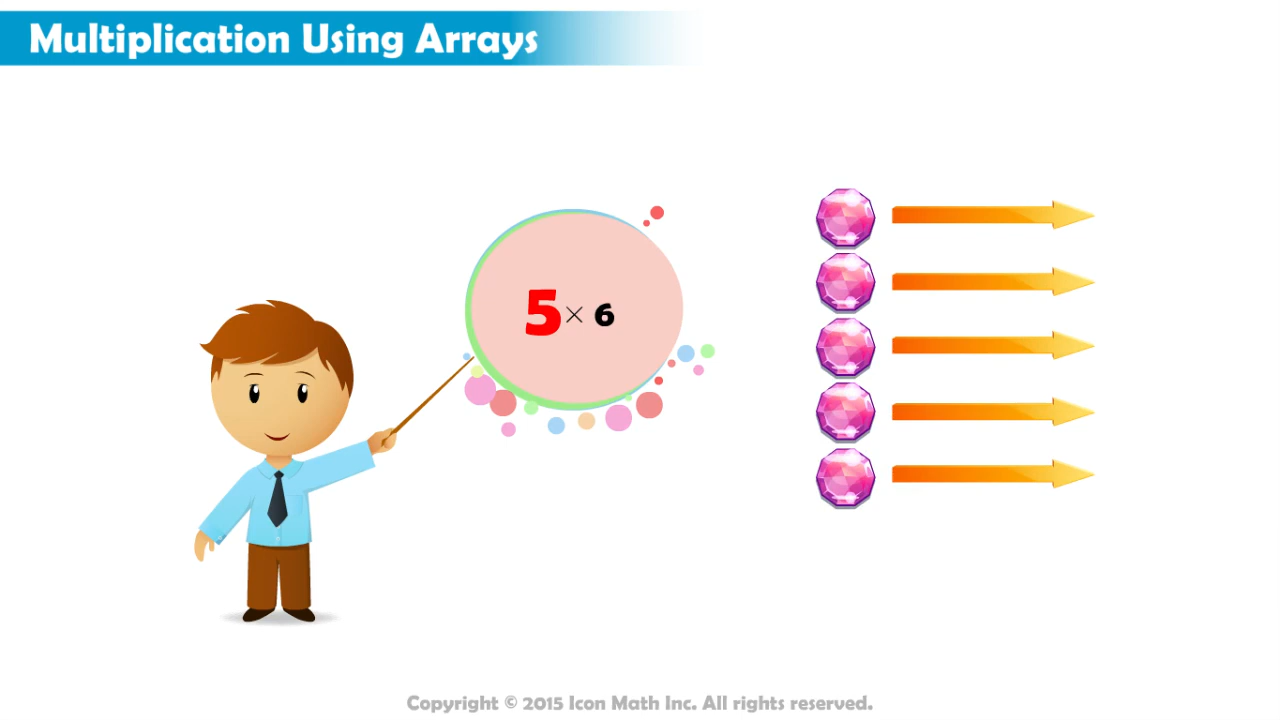 Multiplication Using Arrays
5 × 6
Copyright © 2015 Icon Math Inc. All rights reserved.